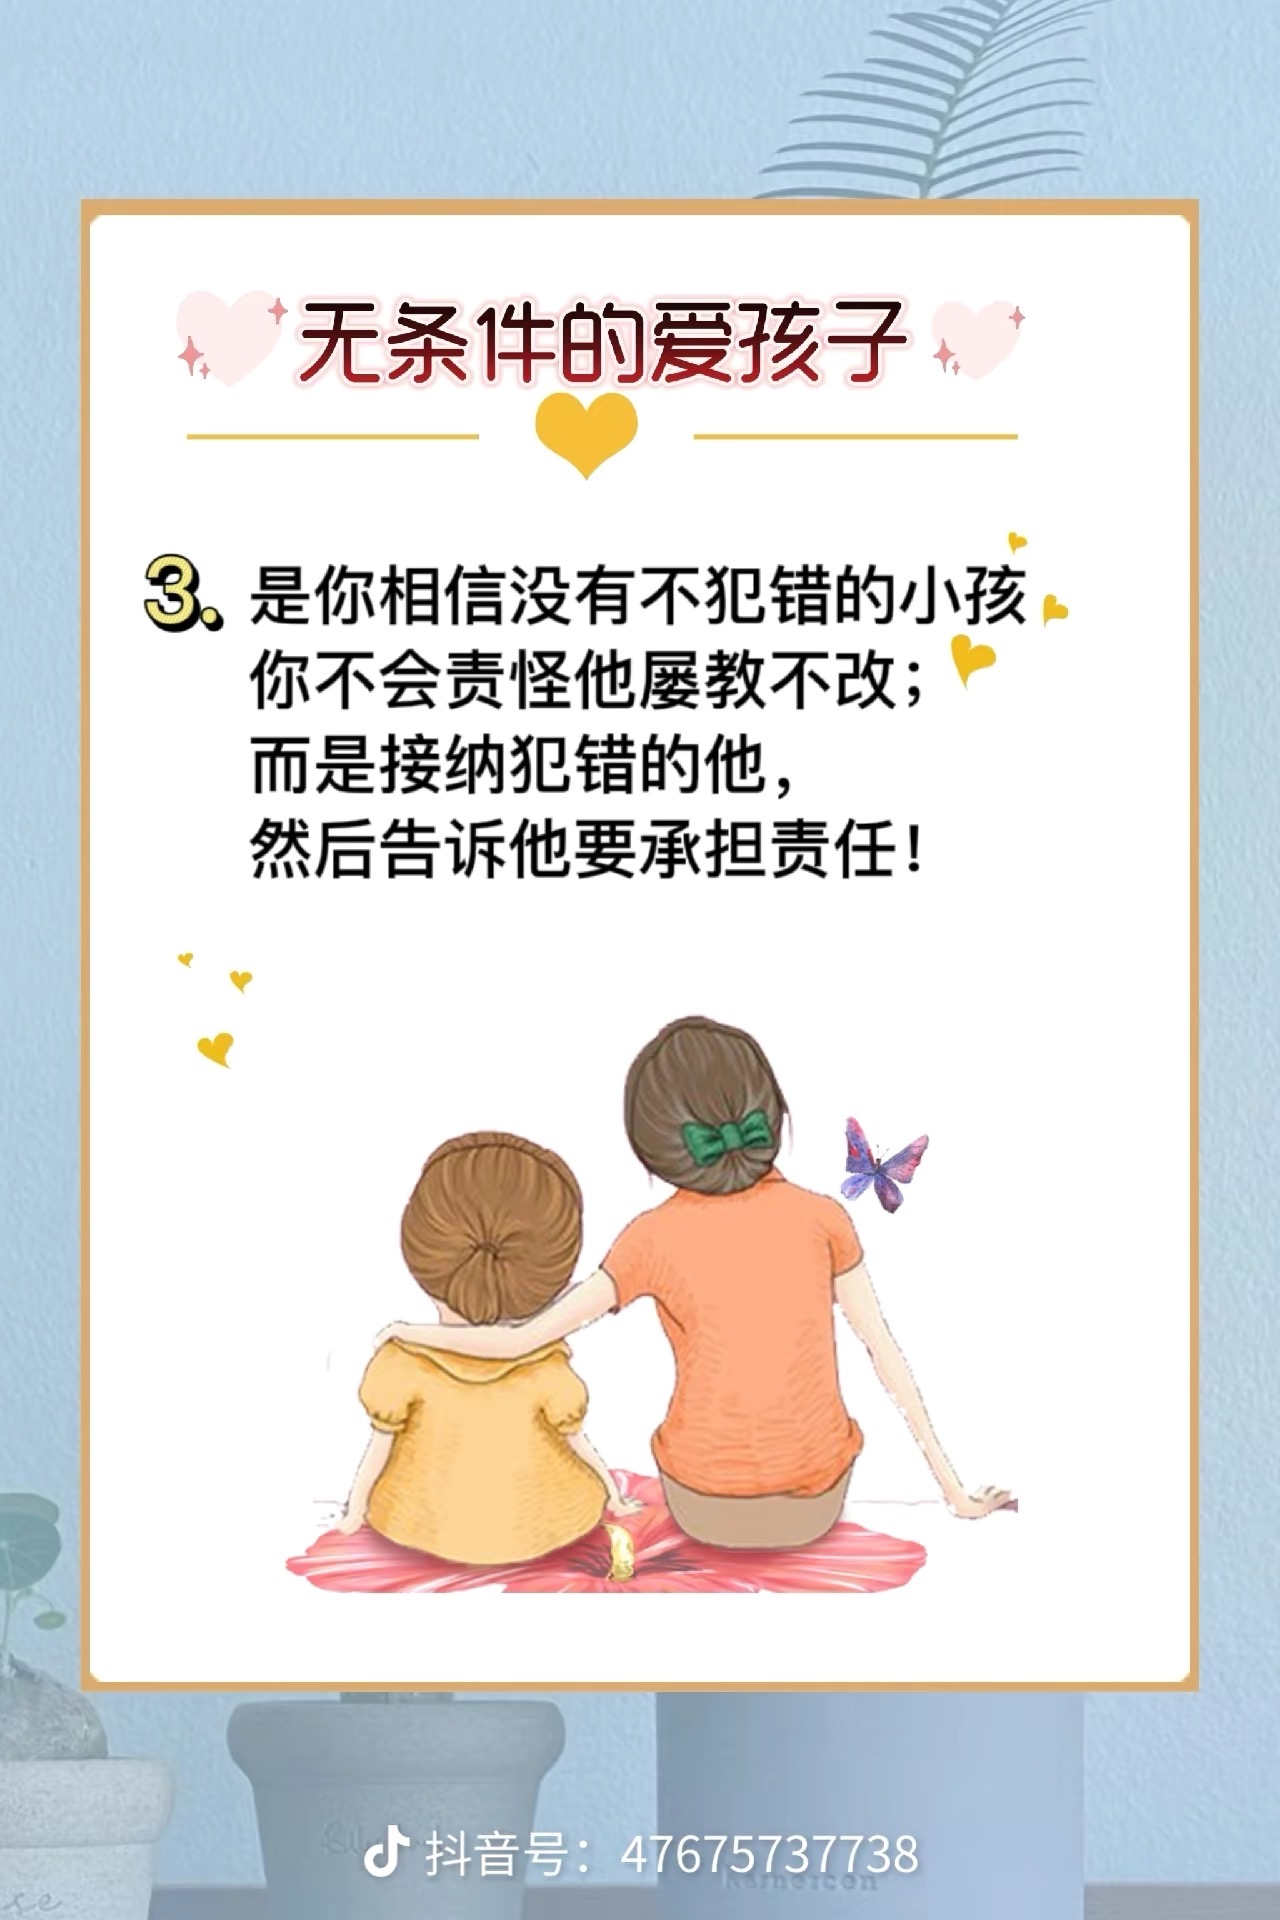 无条件的爱孩子
3. 是你相信没有不犯错的小孩
你不会责怪他屡教不改；
而是接纳犯错的他，
然后告诉他要承担责任！
抖音号：47675737738